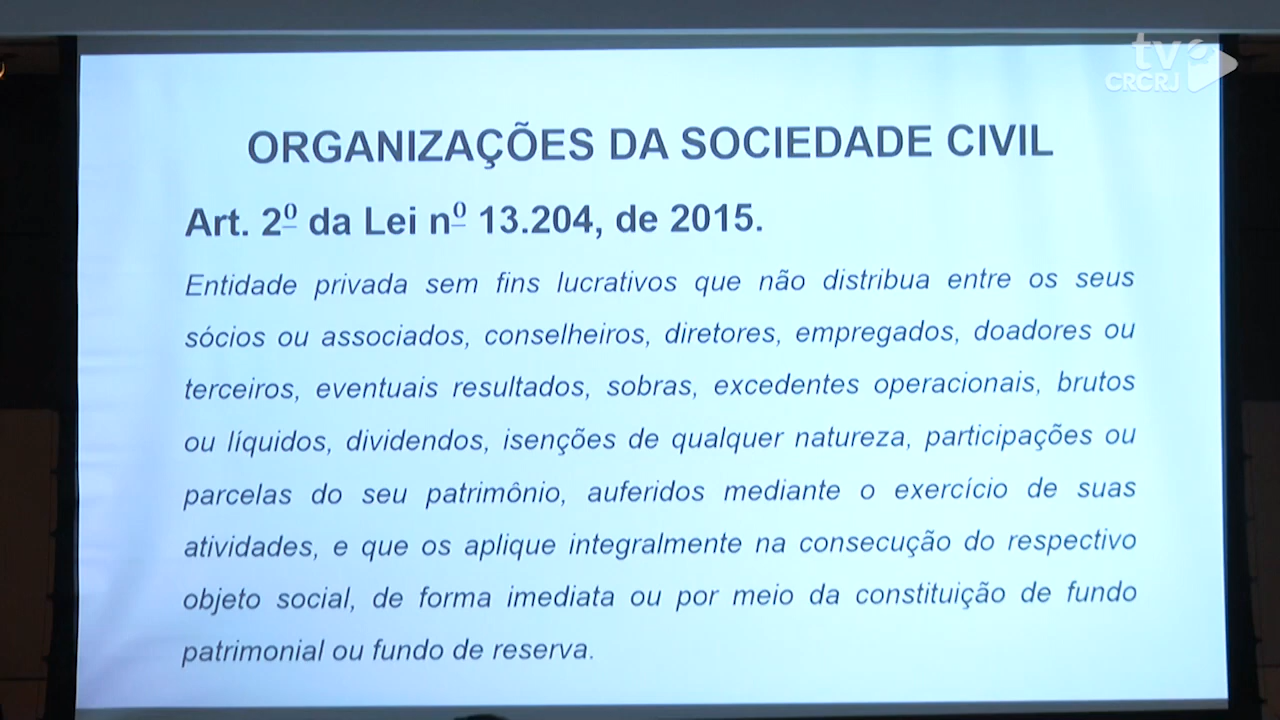 tv
CRCRJ
ORGANIZAÇÕES DA SOCIEDADE CIVIL
Art. 2º da Lei nº 13.204, de 2015.
Entidade privada sem fins lucrativos que não distribua entre os seus
sócios ou associados, conselheiros, diretores, empregados, doadores ou
terceiros, eventuais resultados, sobras, excedentes operacionais, brutos
ou líquidos, dividendos, isenções de qualquer natureza, participações ou
parcelas do seu patrimônio, auferidos mediante o exercício de suas
atividades, e que os aplique integralmente na consecução do respectivo
objeto social, de forma imediata ou por meio da constituição de fundo
patrimonial ou fundo de reserva.